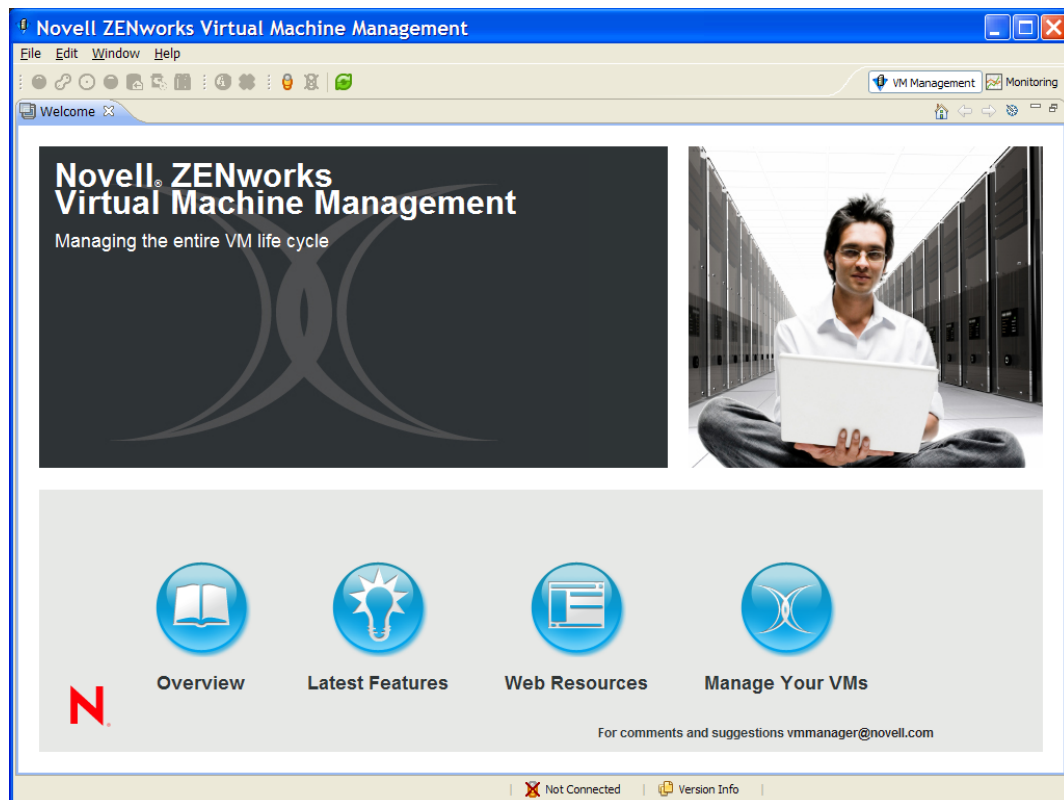 Novell ZENworks Virtual Machine Management
File Edit Window Help
VM Management Monitoring
Welcome
Novell® ZENworks
Virtual Machine Management
Managing the entire VM life cycle
Overview Latest Features Web Resources Manage Your VMs
N
For comments and suggestions vmmanager@novell.com
Not Connected Version Info